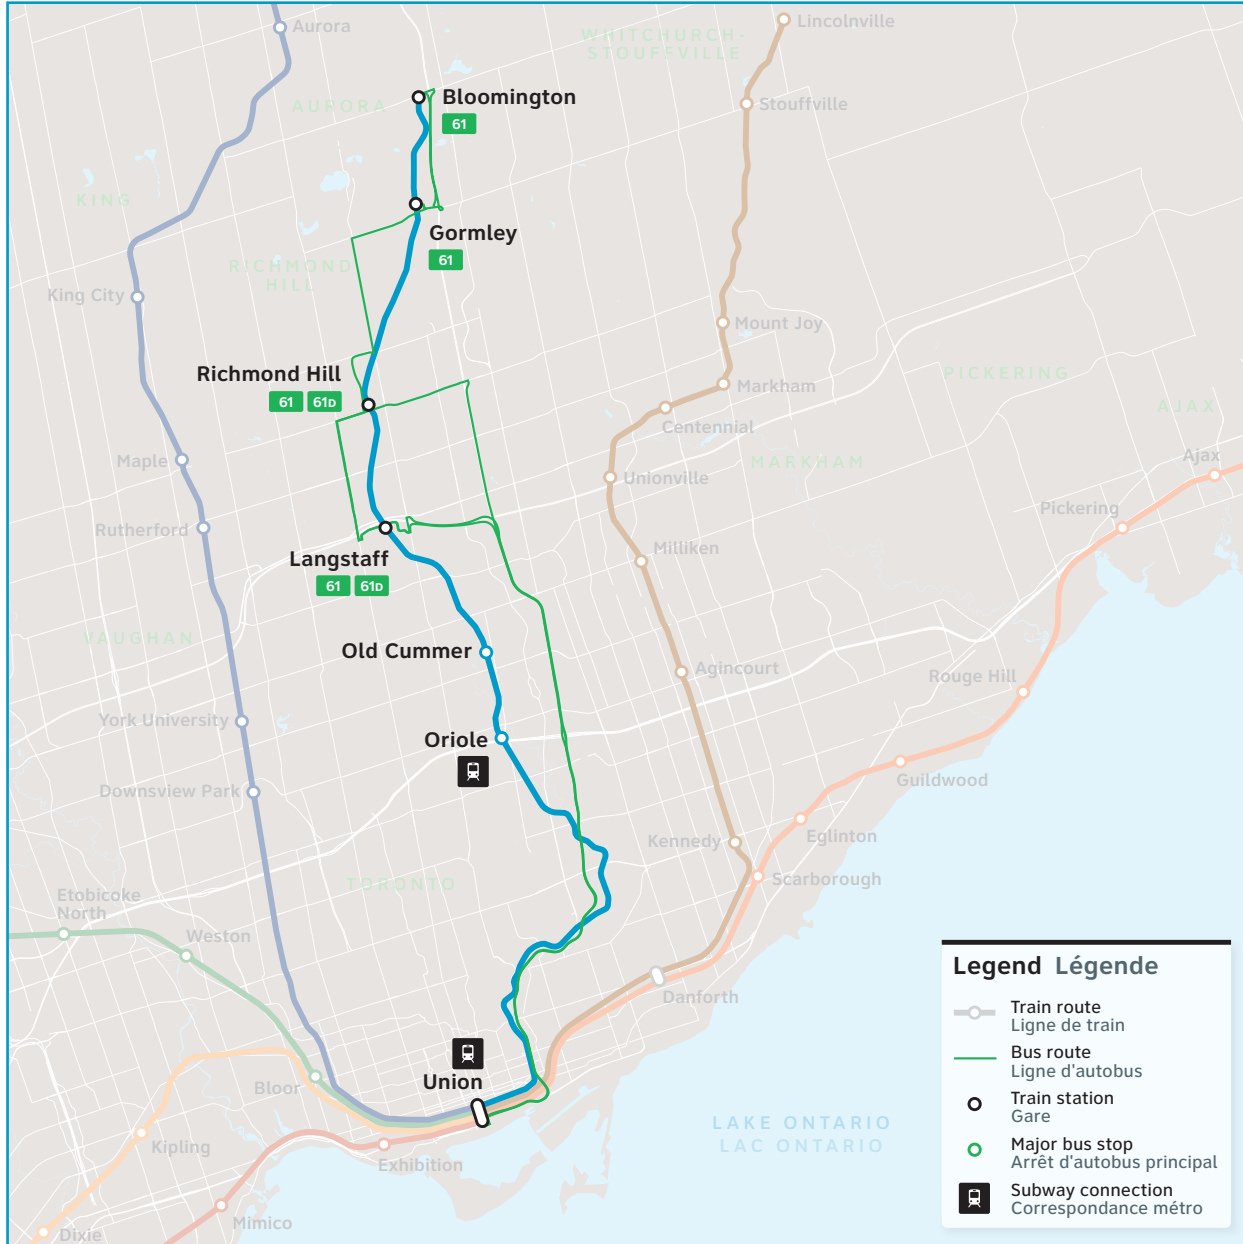 Aurora
Lincolnville
WHITCHURCH-
STOUFFVILLE
Bloomington
61
AURORA
Stouffville
KING
Gormley
61
RICHMOND
HILL
King City
Mount Joy
Richmond Hill
61 61D
Markham
PICKERING
AJAX
Centennial
Maple
MARKHAM
Ajax
Unionville
Pickering
Rutherford
Milliken
Langstaff
61 61D
VAUGHAN
Old Cummer
Agincourt
Rouge Hill
York University
Oriole
Guildwood
Downsview Park
Kennedy
Eglinton
TORONTO
Scarborough
Etobicoke
North
Weston
Danforth
Union
Bloor
LAKE ONTARIO
LAC ONTARIO
Kipling
Exhibition
Mimico
Dixie
Legend Légende
Train route
Ligne de train
Bus route
Ligne d'autobus
Train station
Gare
Major bus stop
Arrêt d'autobus principal
Subway connection
Correspondance métro